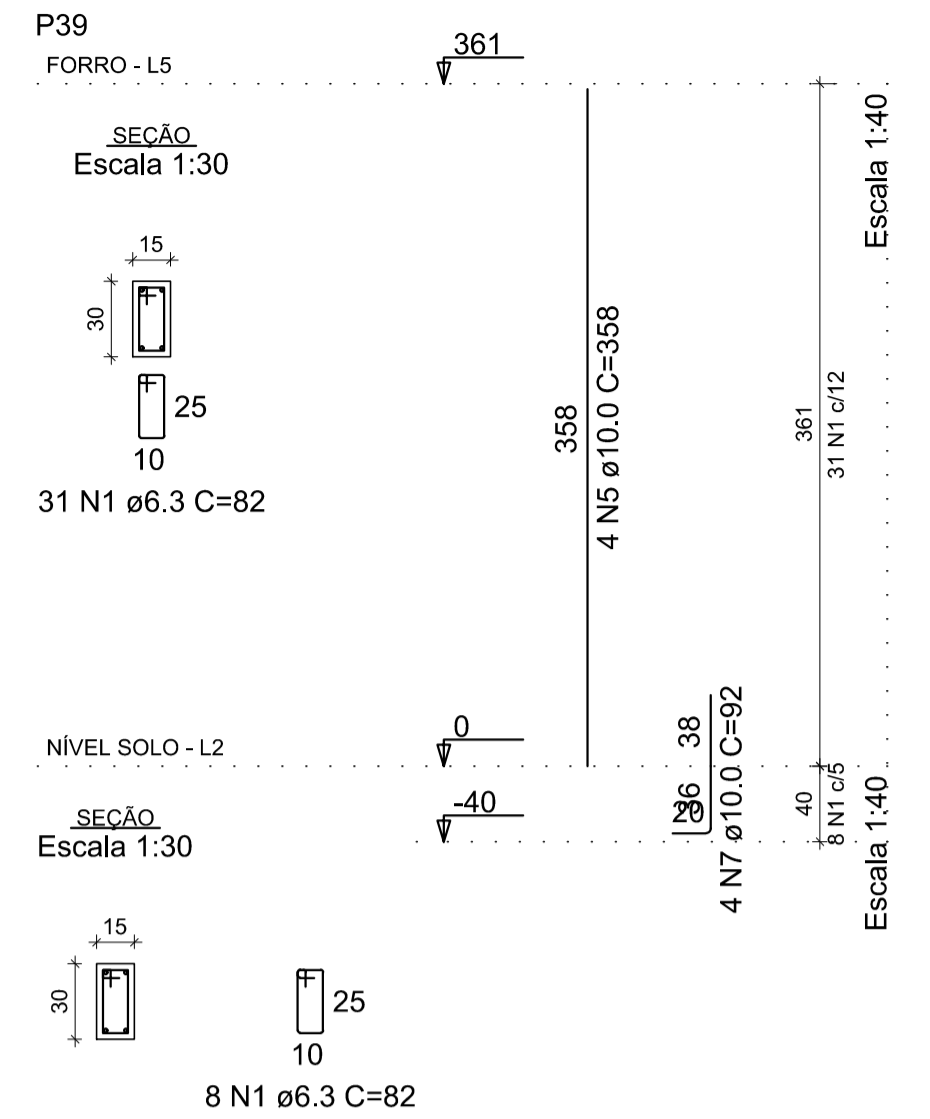 P39
FORRO - L5
361
SEÇÃO
Escala 1:30
Escala 1:40
15
30
25
10
31 N1 ø6.3 C=82
358
4 N5 ø10.0 C=358
361
31 N1 c/12
NÍVEL SOLO - L2
0
-40
SEÇÃO
Escala 1:30
38
36
20
4 N7 ø10.0 C=92
40
8 N1 c/5
Escala 1:40
15
30
25
10
8 N1 ø6.3 C=82